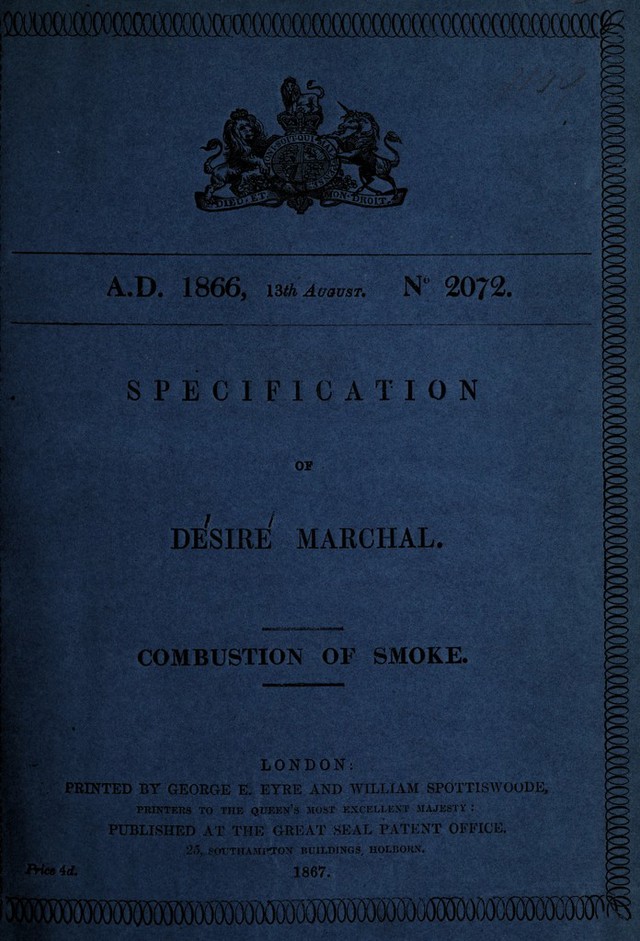 DIEU·ET MON·DROIT.
A.D. 1866, 13th August. No 2072.
SPECIFICATION
OF
DÉSIRÉ MARCHAL.
COMBUSTION OF SMOKE.
LONDON:
PRINTED BY GEORGE E. EYRE AND WILLIAM SPOTTISWOODE,
PRINTERS TO THE QUEEN'S MOST EXCELLENT MAJESTY:
PUBLISHED AT THE GREAT SEAL PATENT OFFICE,
25, SOUTHAMPTON BUILDINGS, HOLBORN.
Price 4d.
1867.